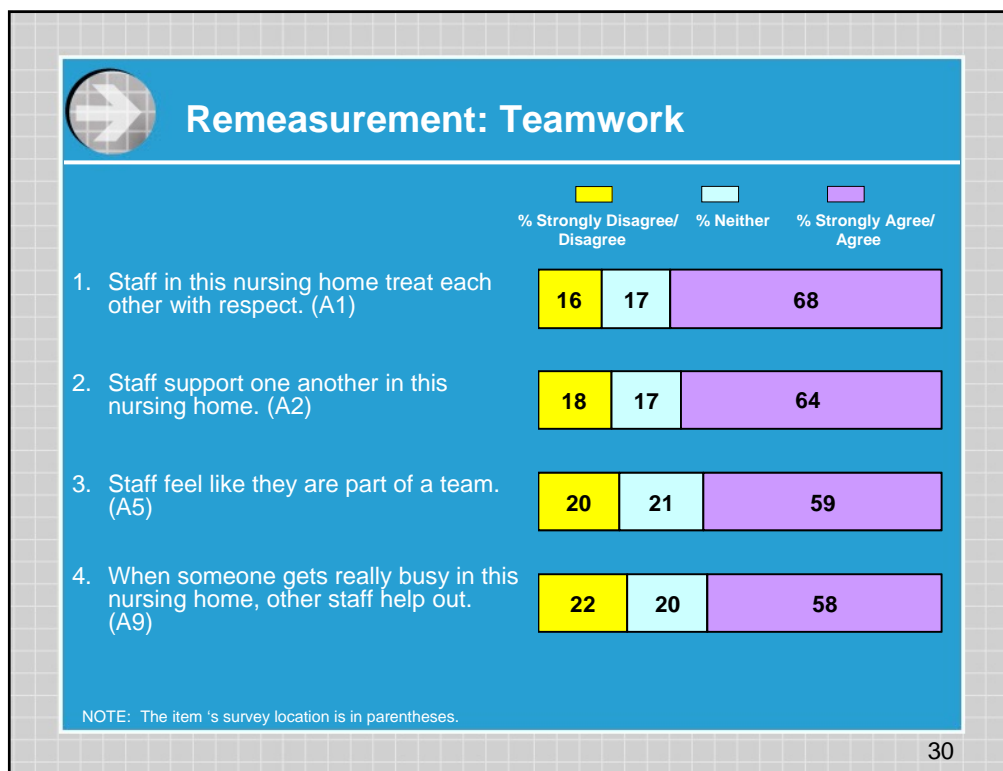 Remeasurement: Teamwork
% Strongly Disagree/
Disagree
% Neither
% Strongly Agree/
Agree
1. Staff in this nursing home treat each
other with respect. (A1)
16 17 68
2. Staff support one another in this
nursing home. (A2)
18 17 64
3. Staff feel like they are part of a team.
(A5)
20 21 59
4. When someone gets really busy in this
nursing home, other staff help out.
(A9)
22 20 58
NOTE: The item ‘s survey location is in parentheses.
30